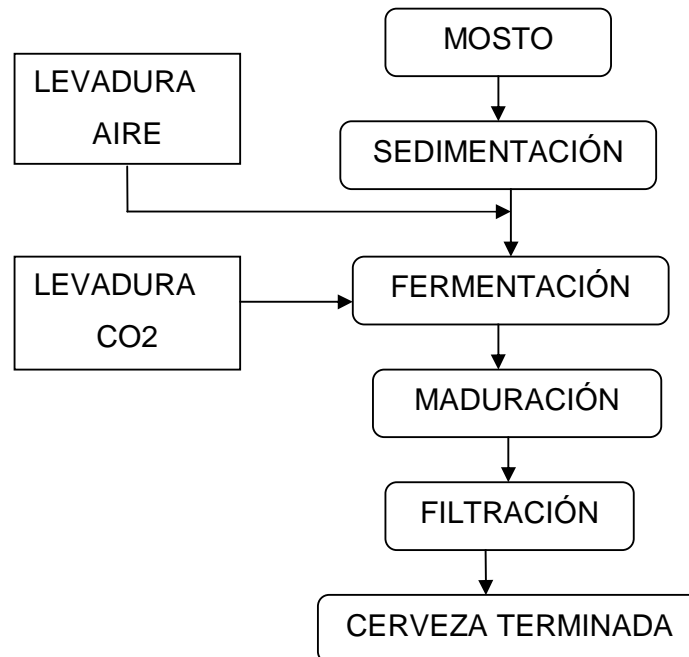 MOSTO
LEVADURA
AIRE
SEDIMENTACIÓN
LEVADURA
CO2
FERMENTACIÓN
MADURACIÓN
FILTRACIÓN
CERVEZA TERMINADA